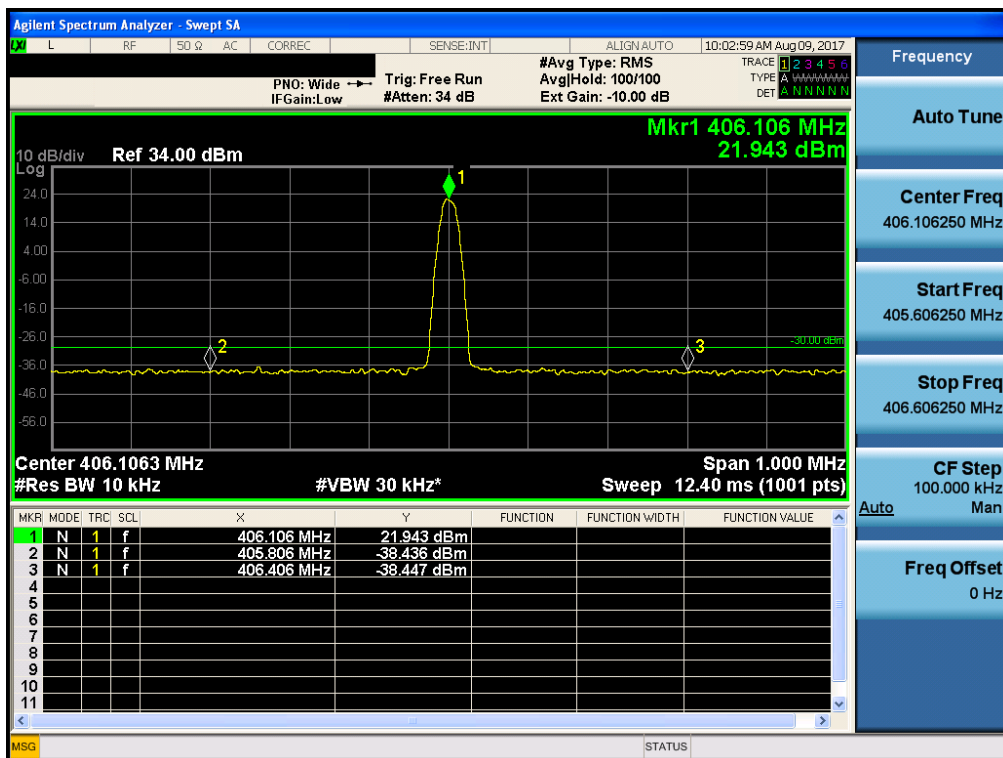 Agilent Spectrum Analyzer - Swept SA
LXI L RF 50 Ω AC CORREC SENSE:INT ALIGN AUTO 10:02:59 AM Aug 09, 2017
Frequency
#Avg Type: RMS TRACE 1 2 3 4 5 6
PNO: Wide Trig: Free Run Avg|Hold: 100/100 TYPE A WWWWW
IFGain:Low #Atten: 34 dB Ext Gain: -10.00 dB DET A N N N N N
Auto Tune
Mkr1 406.106 MHz
21.943 dBm
10 dB/div Ref 34.00 dBm
Log
1
24.0
14.0
4.00
-6.00
-16.0
-26.0
2
3
-30.00 dBm
-36.0
-46.0
-56.0
Center 406.1063 MHz Span 1.000 MHz
#Res BW 10 kHz #VBW 30 kHz* Sweep 12.40 ms (1001 pts)
Center Freq
406.106250 MHz
Start Freq
405.606250 MHz
Stop Freq
406.606250 MHz
CF Step
100.000 kHz
Auto Man
Freq Offset
0 Hz
MKR MODE TRC SCL X Y FUNCTION FUNCTION WIDTH FUNCTION VALUE
1 N 1 f 406.106 MHz 21.943 dBm
2 N 1 f 405.806 MHz -38.436 dBm
3 N 1 f 406.406 MHz -38.447 dBm
4
5
6
7
8
9
10
11
MSG STATUS